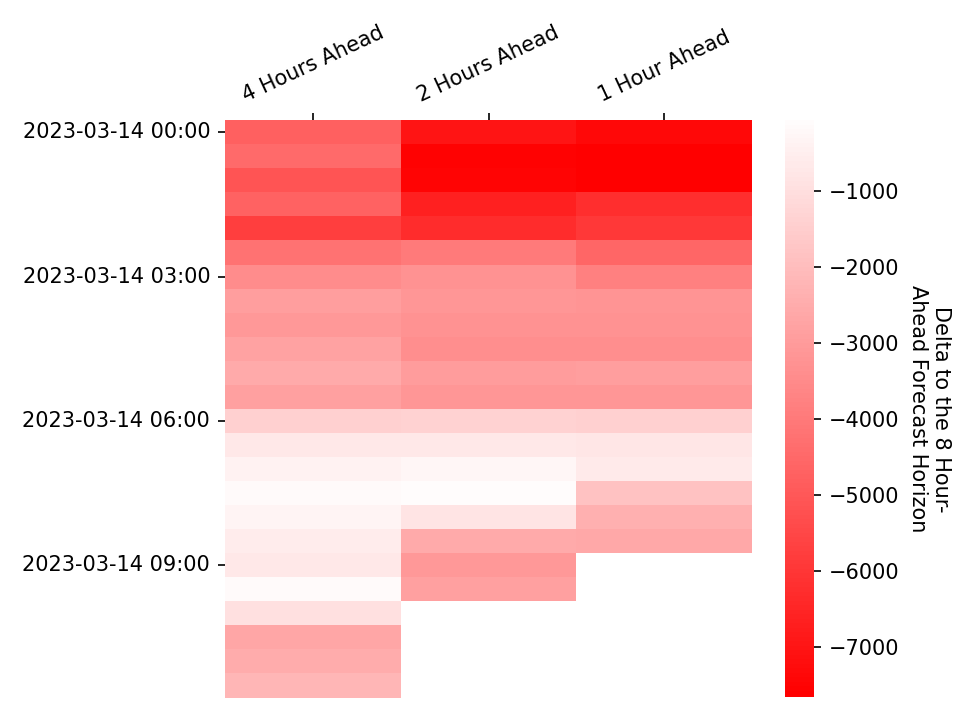 4 Hours Ahead
2 Hours Ahead
1 Hour Ahead
2023-03-14 00:00
2023-03-14 03:00
2023-03-14 06:00
2023-03-14 09:00
−1000
−2000
−3000
−4000
−5000
−6000
−7000
Delta to the 8 Hour-
Ahead Forecast Horizon